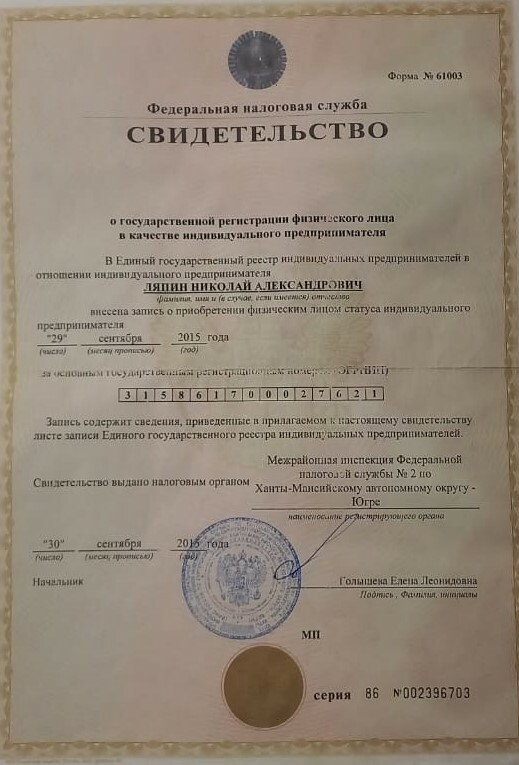 Форма № 61003
Федеральная налоговая служба
СВИДЕТЕЛЬСТВО
о государственной регистрации физического лица
в качестве индивидуального предпринимателя
В Единый государственный реестр индивидуальных предпринимателей в
отношении индивидуального предпринимателя
ЛЯПИН НИКОЛАЙ АЛЕКСАНДРОВИЧ
фамилия, имя и (в случае, если имеется) отчество
внесена запись о приобретении физическим лицом статуса индивидуального
предпринимателя
"29" сентября 2015 года
(число) (месяц прописью) (год)
за основным государственным регистрационным номером (ОГРНИП)
3 1 5 8 6 1 7 0 0 0 2 7 6 2 1
Запись содержит сведения, приведенные в прилагаемом к настоящему свидетельству
листе записи Единого государственного реестра индивидуальных предпринимателей.
Межрайонная инспекция Федеральной
налоговой службы № 2 по
Свидетельство выдано налоговым органом Ханты-Мансийскому автономному округу -
Югре
наименование регистрирующего органа
"30" сентября 2015 года
(число) (месяц прописью) (год)
Начальник Голышева Елена Леонидовна
Подпись, Фамилия, инициалы
МП
серия 86 №002396703